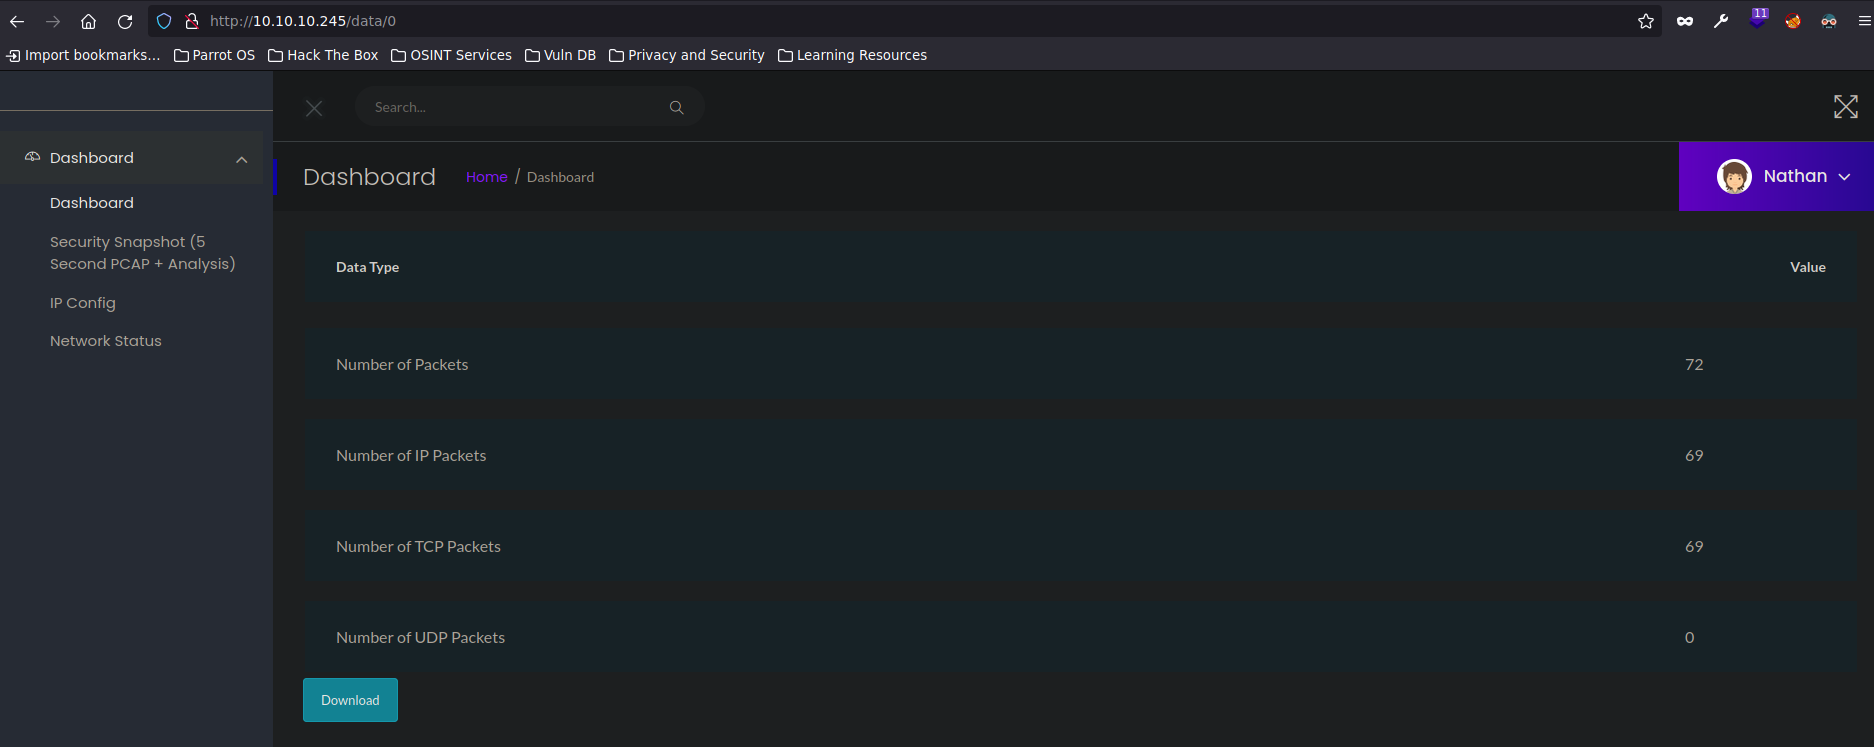 http://10.10.10.245/data/0
11
Import bookmarks... Parrot OS Hack The Box OSINT Services Vuln DB Privacy and Security Learning Resources
Search...
Dashboard
Dashboard
Security Snapshot (5
Second PCAP + Analysis)
IP Config
Network Status
Dashboard Home / Dashboard
Nathan
Data Type Value
Number of Packets 72
Number of IP Packets 69
Number of TCP Packets 69
Number of UDP Packets 0
Download